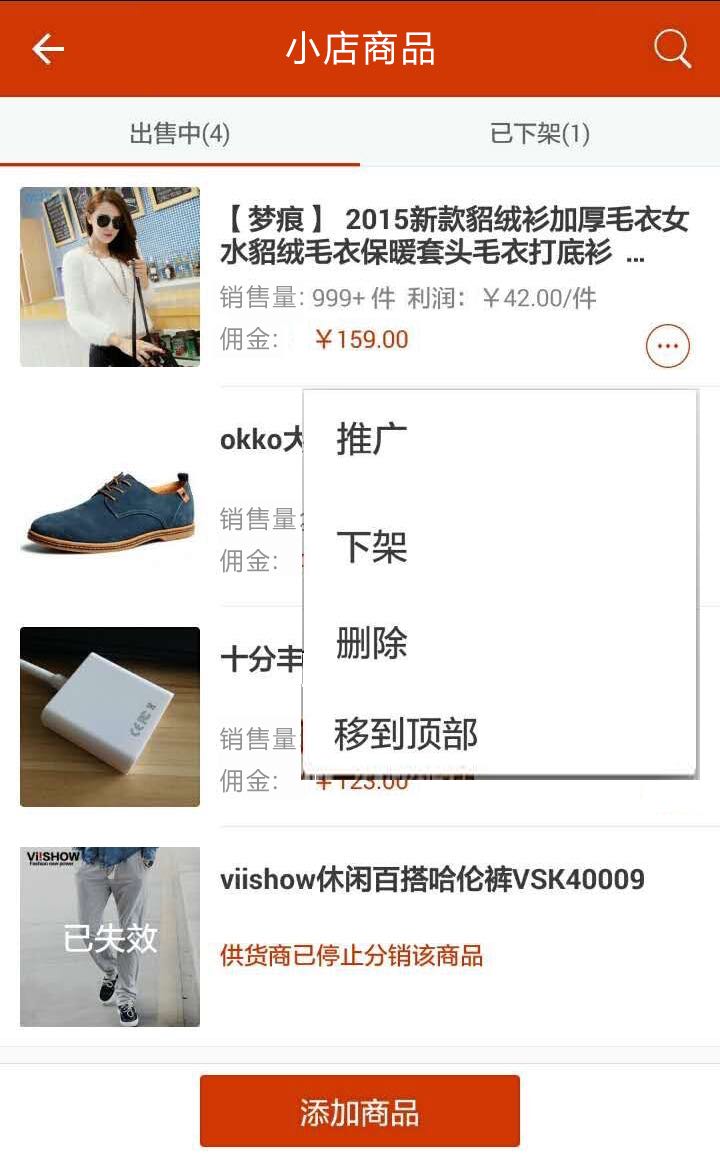 小店商品
出售中(4)
已下架(1)
【 梦痕 】 2015新款貂绒衫加厚毛衣女
水貂绒毛衣保暖套头毛衣打底衫 ...
销售量: 999+ 件 利润: ￥42.00/件
佣金: ￥159.00
okko大
推广
销售量
下架
佣金:
删除
十分丰
移到顶部
销售量
佣金: ￥123.00
Vi!SHOW
Fashion new power
viishow休闲百搭哈伦裤VSK40009
已失效
供货商已停止分销该商品
添加商品